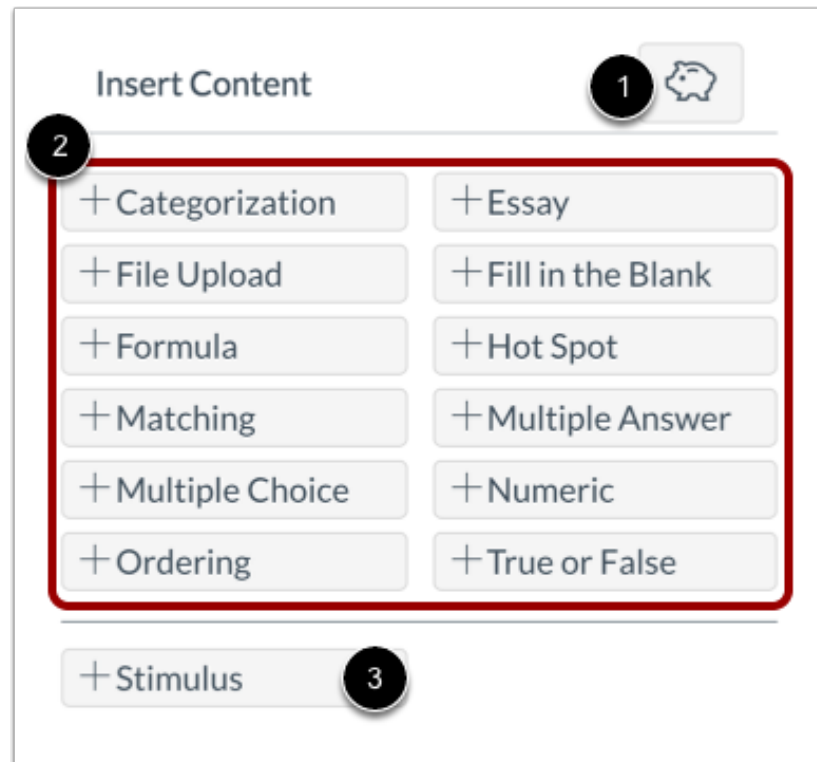 Insert Content 1
2
+Categorization +Essay
+File Upload +Fill in the Blank
+Formula +Hot Spot
+Matching +Multiple Answer
+Multiple Choice +Numeric
+Ordering +True or False
+Stimulus 3